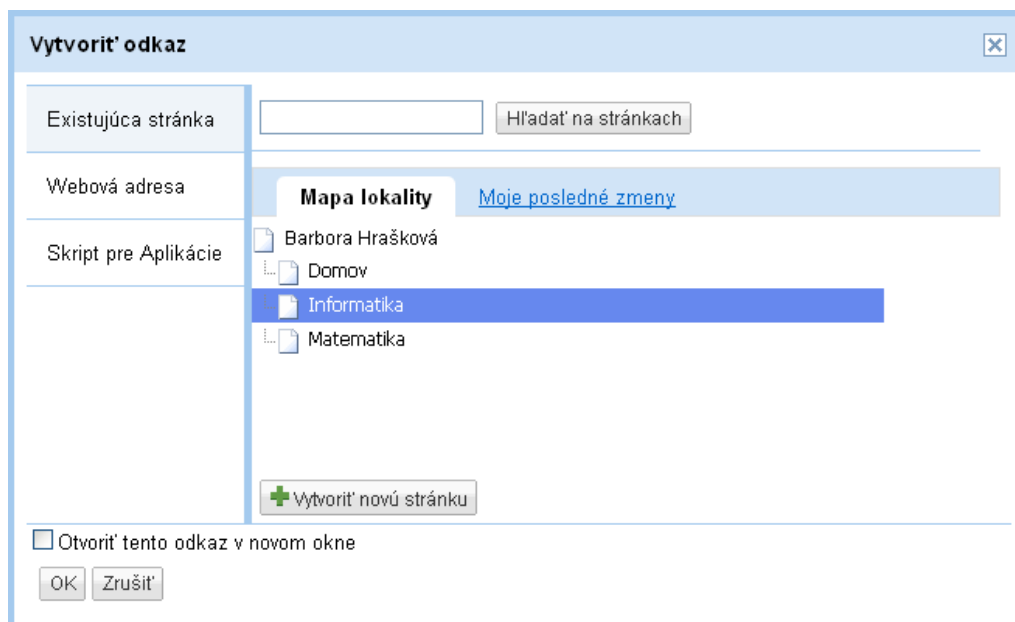 Vytvoriť odkaz
Existujúca stránka
Hľadať na stránkach
Webová adresa
Mapa lokality Moje posledné zmeny
Skript pre Aplikácie
Barbora Hrašková
Domov
Informatika
Matematika
Vytvoriť novú stránku
Otvoriť tento odkaz v novom okne
OK Zrušiť